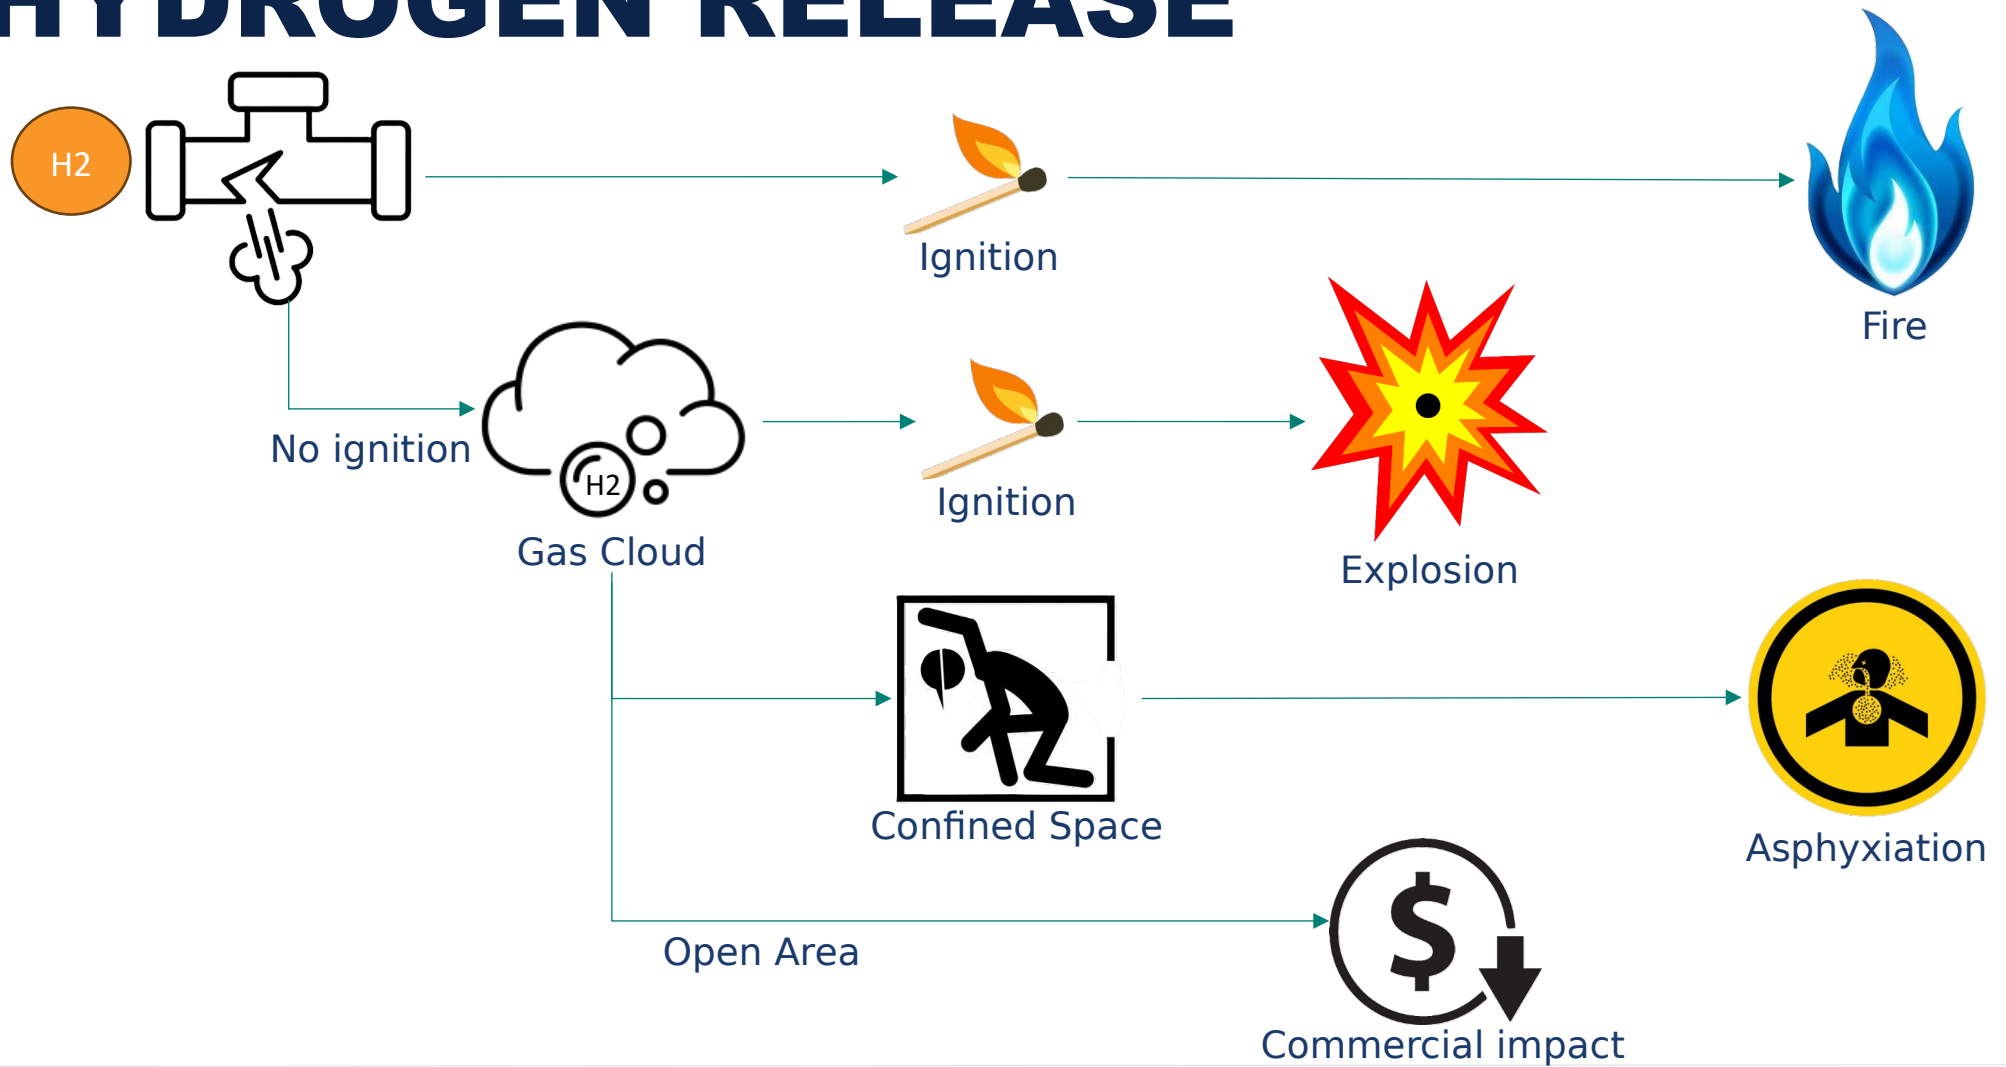 HYDROGEN RELEASE
H2
Ignition
Fire
No ignition
H2
Gas Cloud
Ignition
Explosion
Confined Space
Asphyxiation
Open Area
$
Commercial impact